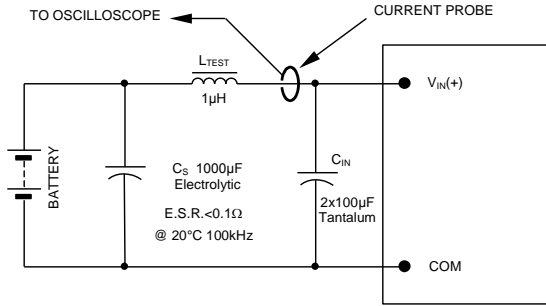 TO OSCILLOSCOPE
CURRENT PROBE
LTEST
1µH
VIN(+)
BATTERY
CS 1000µF
Electrolytic
E.S.R.<0.1Ω
@ 20°C 100kHz
CIN
2x100µF
Tantalum
COM